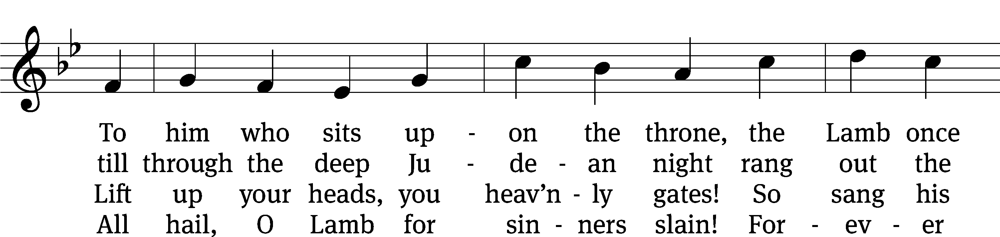 To him who sits up - on the throne, the Lamb once
till through the deep Ju - de - an night rang out the
Lift up your heads, you heav’n - ly gates! So sang his
All hail, O Lamb for sin - ners slain! For - ev - er